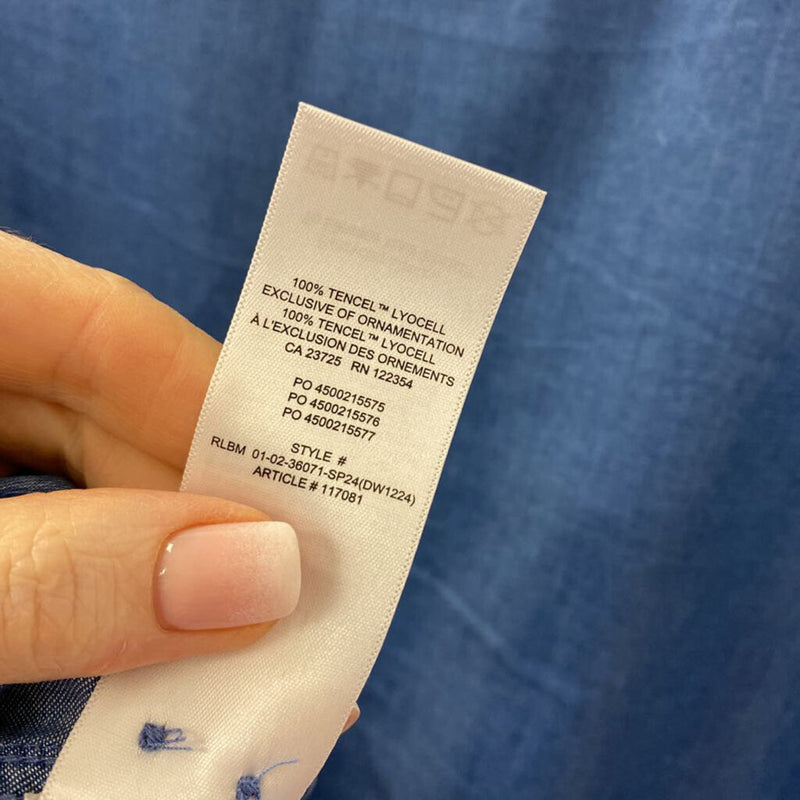 100% TENCEL™ LYOCELL
EXCLUSIVE OF ORNAMENTATION
100% TENCEL™ LYOCELL
À L'EXCLUSION DES ORNEMENTS
CA 23725 RN 122354
PO 4500215575
PO 4500215576
PO 4500215577
STYLE #
RLBM 01-02-36071-SP24(DW1224)
ARTICLE # 117081